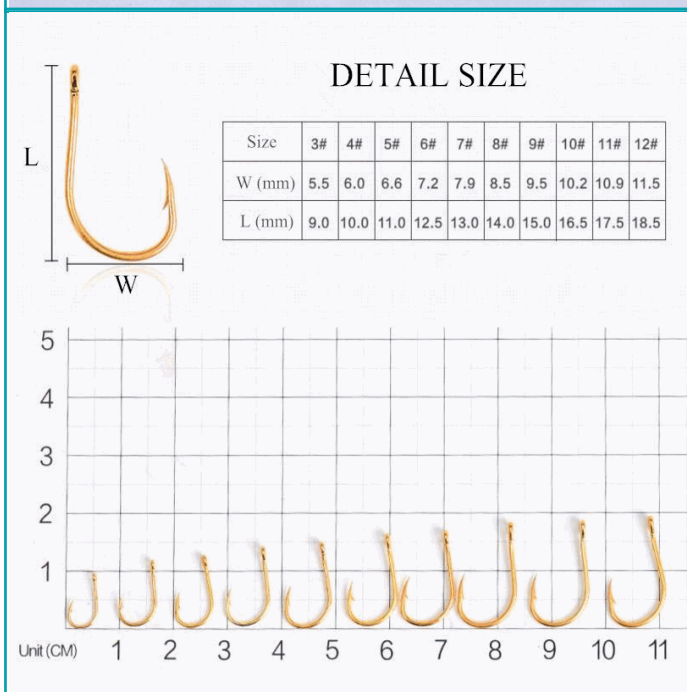 DETAIL SIZE
L
W
Size 3# 4# 5# 6# 7# 8# 9# 10# 11# 12#
W (mm) 5.5 6.0 6.6 7.2 7.9 8.5 9.5 10.2 10.9 11.5
L (mm) 9.0 10.0 11.0 12.5 13.0 14.0 15.0 16.5 17.5 18.5
5
4
3
2
1
Unit (CM) 1 2 3 4 5 6 7 8 9 10 11